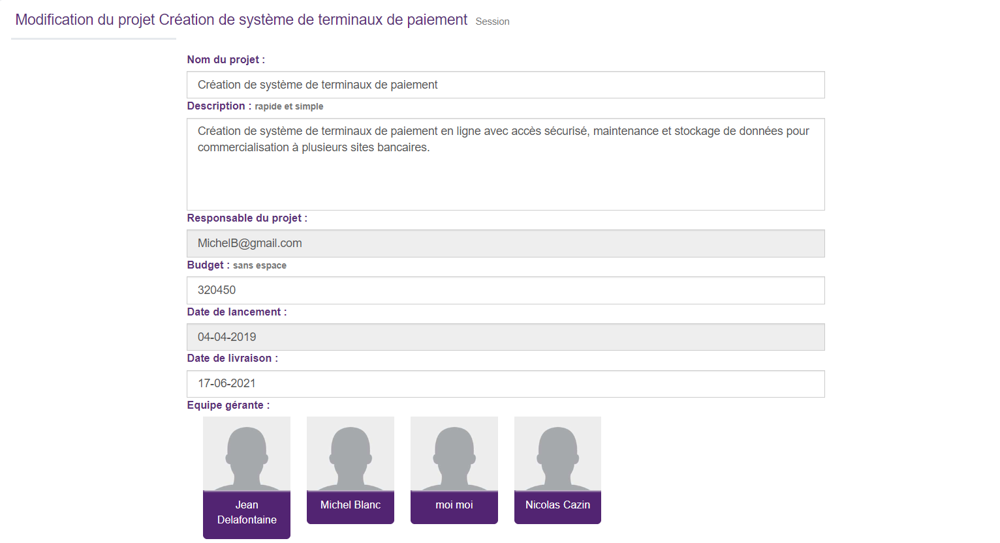 Modification du projet Création de système de terminaux de paiement Session
Nom du projet :
Création de système de terminaux de paiement
Description : rapide et simple
Création de système de terminaux de paiement en ligne avec accès sécurisé, maintenance et stockage de données pour
commercialisation à plusieurs sites bancaires.
Responsable du projet :
MichelB@gmail.com
Budget : sans espace
320450
Date de lancement :
04-04-2019
Date de livraison :
17-06-2021
Equipe gérante :
Jean
Delafontaine
Michel Blanc
moi moi
Nicolas Cazin